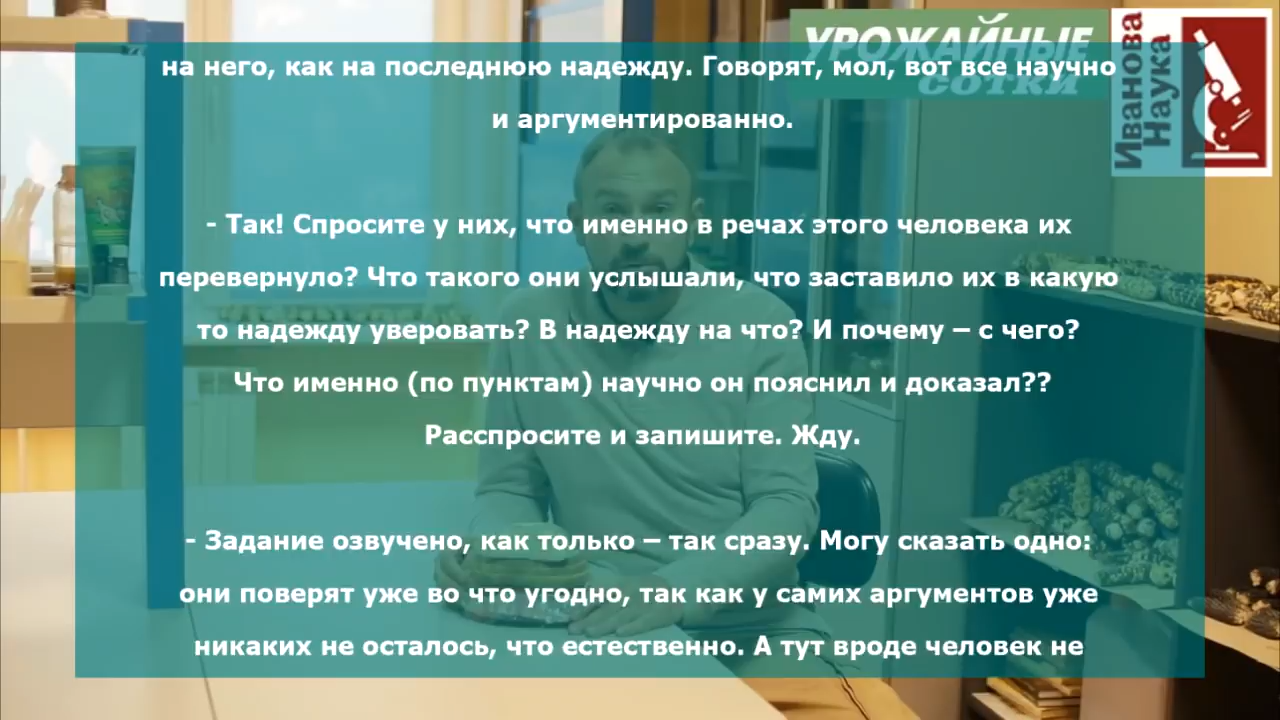 УРОЖАЙНЫЕ
СОТКИ
Иванова
Наука
на него, как на последнюю надежду. Говорят, мол, вот все научно
и аргументированно.
- Так! Спросите у них, что именно в речах этого человека их
перевернуло? Что такого они услышали, что заставило их в какую
то надежду уверовать? В надежду на что? И почему – с чего?
Что именно (по пунктам) научно он пояснил и доказал??
Расспросите и запишите. Жду.
- Задание озвучено, как только – так сразу. Могу сказать одно:
они поверят уже во что угодно, так как у самих аргументов уже
никаких не осталось, что естественно. А тут вроде человек не